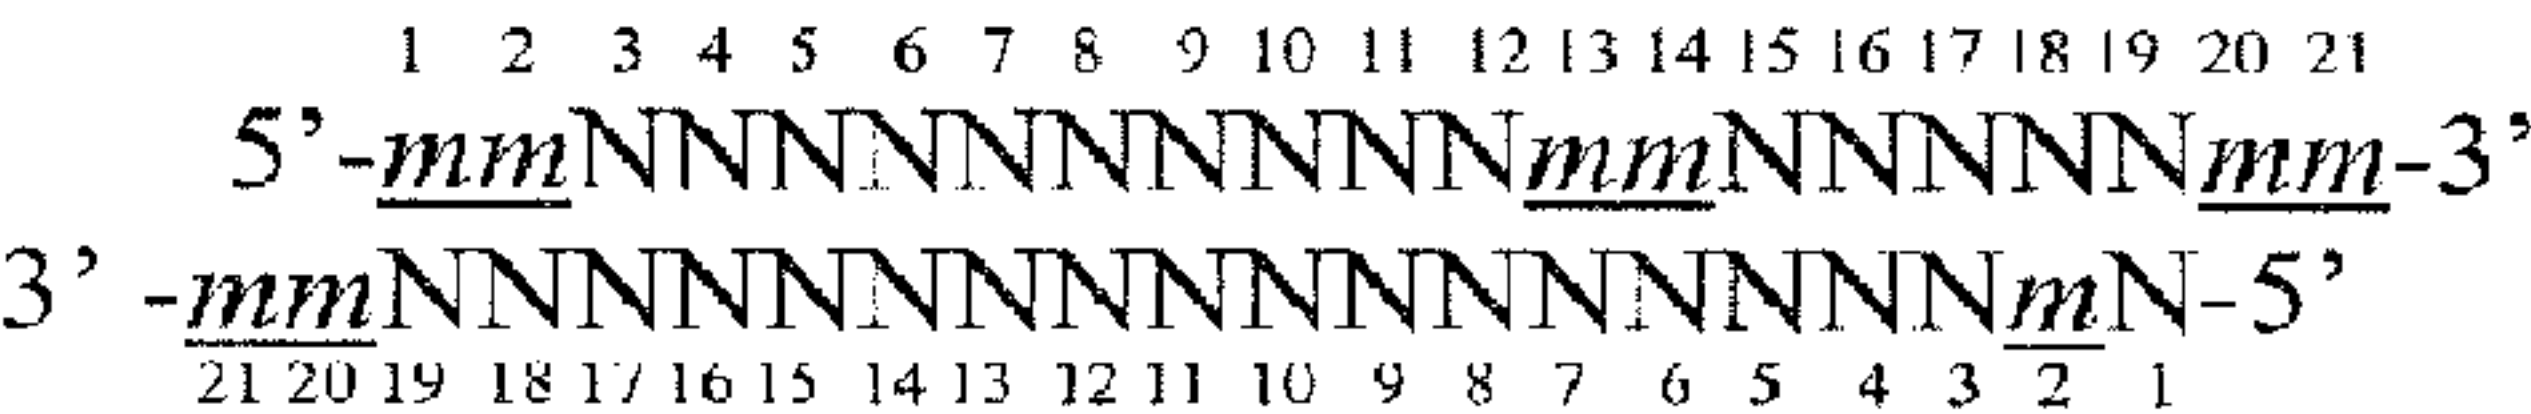 1 2 3 4 5 6 7 8 9 10 11 12 13 14 15 16 17 18 19 20 21
5’-mmNNNNNNNNNNmmNNNNNmm-3’
3’-mmNNNNNNNNNNNNNNNNNmN-5’
21 20 19 18 17 16 15 14 13 12 11 10 9 8 7 6 5 4 3 2 1